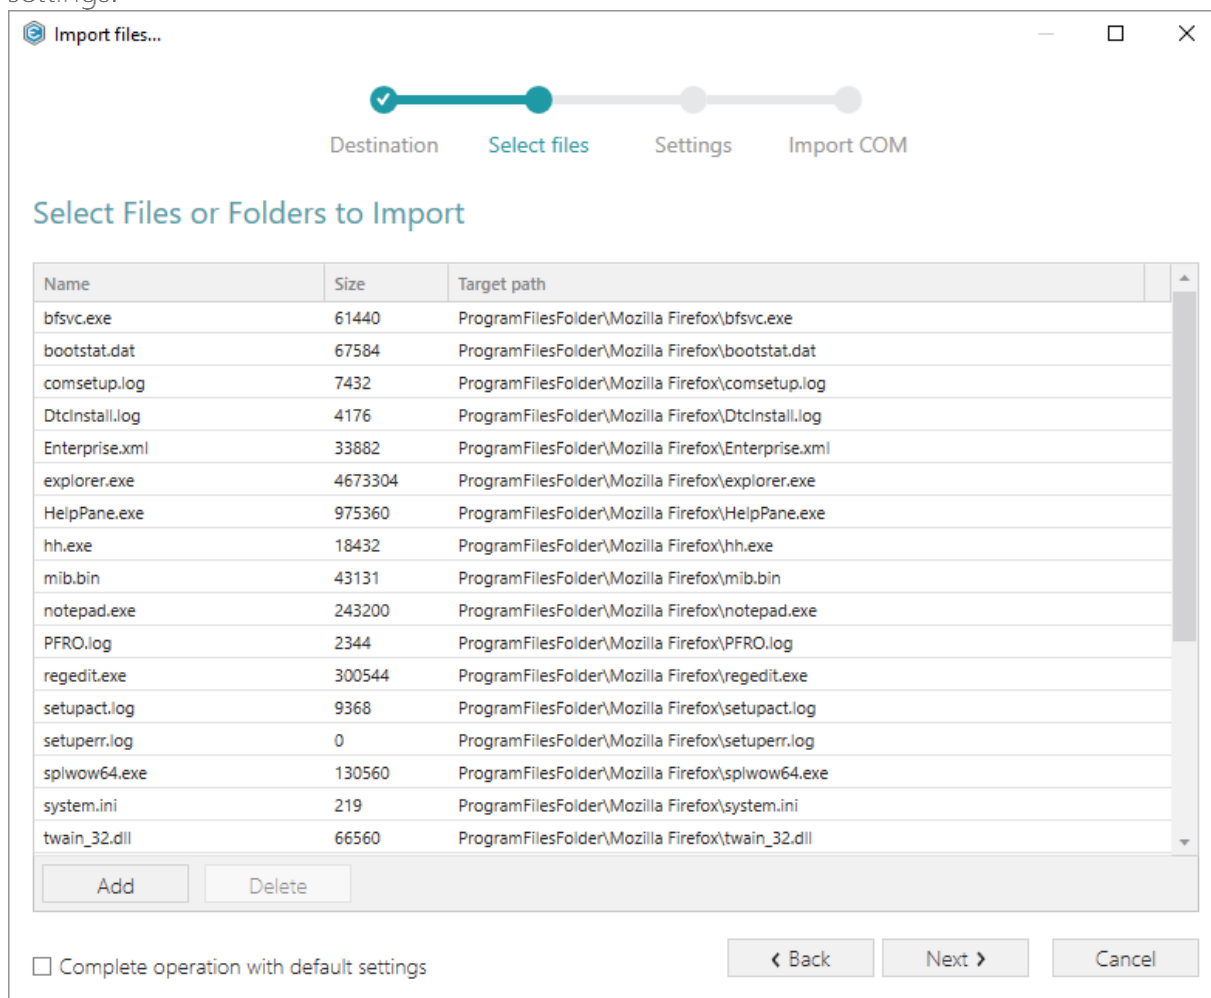 settings.
Import files...
Destination Select files Settings Import COM
Select Files or Folders to Import
Name Size Target path
bfsvc.exe 61440 ProgramFilesFolder\Mozilla Firefox\bfsvc.exe
bootstat.dat 67584 ProgramFilesFolder\Mozilla Firefox\bootstat.dat
comsetup.log 7432 ProgramFilesFolder\Mozilla Firefox\comsetup.log
DtcInstall.log 4176 ProgramFilesFolder\Mozilla Firefox\DtcInstall.log
Enterprise.xml 33882 ProgramFilesFolder\Mozilla Firefox\Enterprise.xml
explorer.exe 4673304 ProgramFilesFolder\Mozilla Firefox\explorer.exe
HelpPane.exe 975360 ProgramFilesFolder\Mozilla Firefox\HelpPane.exe
hh.exe 18432 ProgramFilesFolder\Mozilla Firefox\hh.exe
mib.bin 43131 ProgramFilesFolder\Mozilla Firefox\mib.bin
notepad.exe 243200 ProgramFilesFolder\Mozilla Firefox\notepad.exe
PFRO.log 2344 ProgramFilesFolder\Mozilla Firefox\PFRO.log
regedit.exe 300544 ProgramFilesFolder\Mozilla Firefox\regedit.exe
setupact.log 9368 ProgramFilesFolder\Mozilla Firefox\setupact.log
setuperr.log 0 ProgramFilesFolder\Mozilla Firefox\setuperr.log
splwow64.exe 130560 ProgramFilesFolder\Mozilla Firefox\splwow64.exe
system.ini 219 ProgramFilesFolder\Mozilla Firefox\system.ini
twain_32.dll 66560 ProgramFilesFolder\Mozilla Firefox\twain_32.dll
Add Delete
Complete operation with default settings
Back Next Cancel